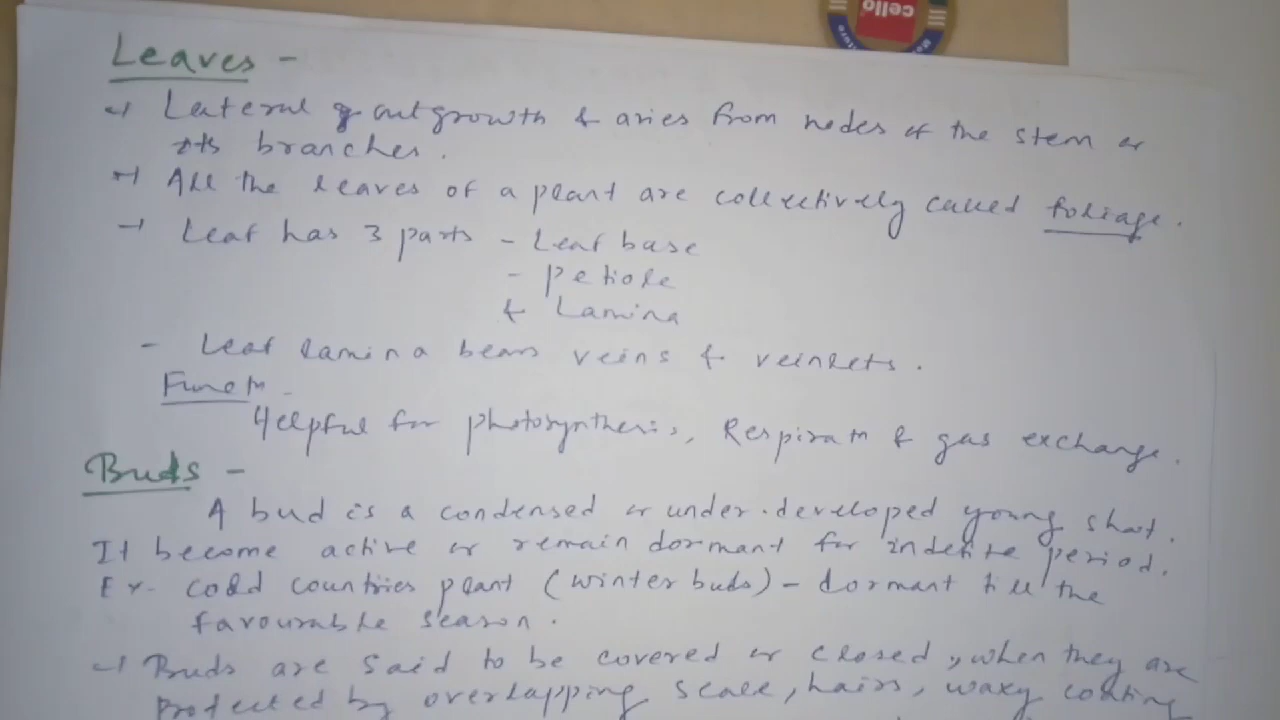 cello
Leaves -
→ Lateral outgrowth & aries from nodes of the stem or
its branches.
→ All the leaves of a plant are collectively called foliage.
→ Leaf has 3 parts - Leaf base
- Petiole
& Lamina
- Leaf lamina bears veins & veinlets.
Functn -
Helpful for photosynthesis, Respiratn & gas exchange.
Buds -
A bud is a condensed or under-developed young shoot.
It become active or remain dormant for indefinite period.
Ex- cold countries plant (winter buds) - dormant till the
favourable season.
→ Buds are said to be covered or closed, when they are
protected by overlapping scale, hairs, waxy coating